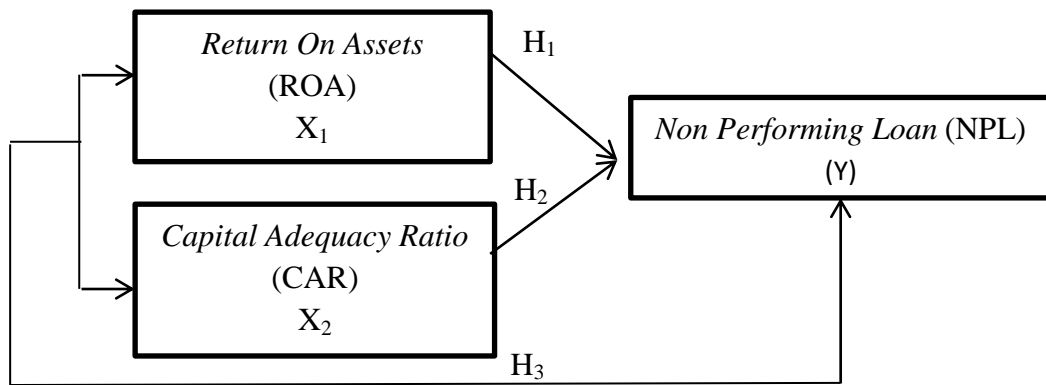 Return On Assets
(ROA)
X₁
H₁
Non Performing Loan (NPL)
(Y)
H₂
Capital Adequacy Ratio
(CAR)
X₂
H₃